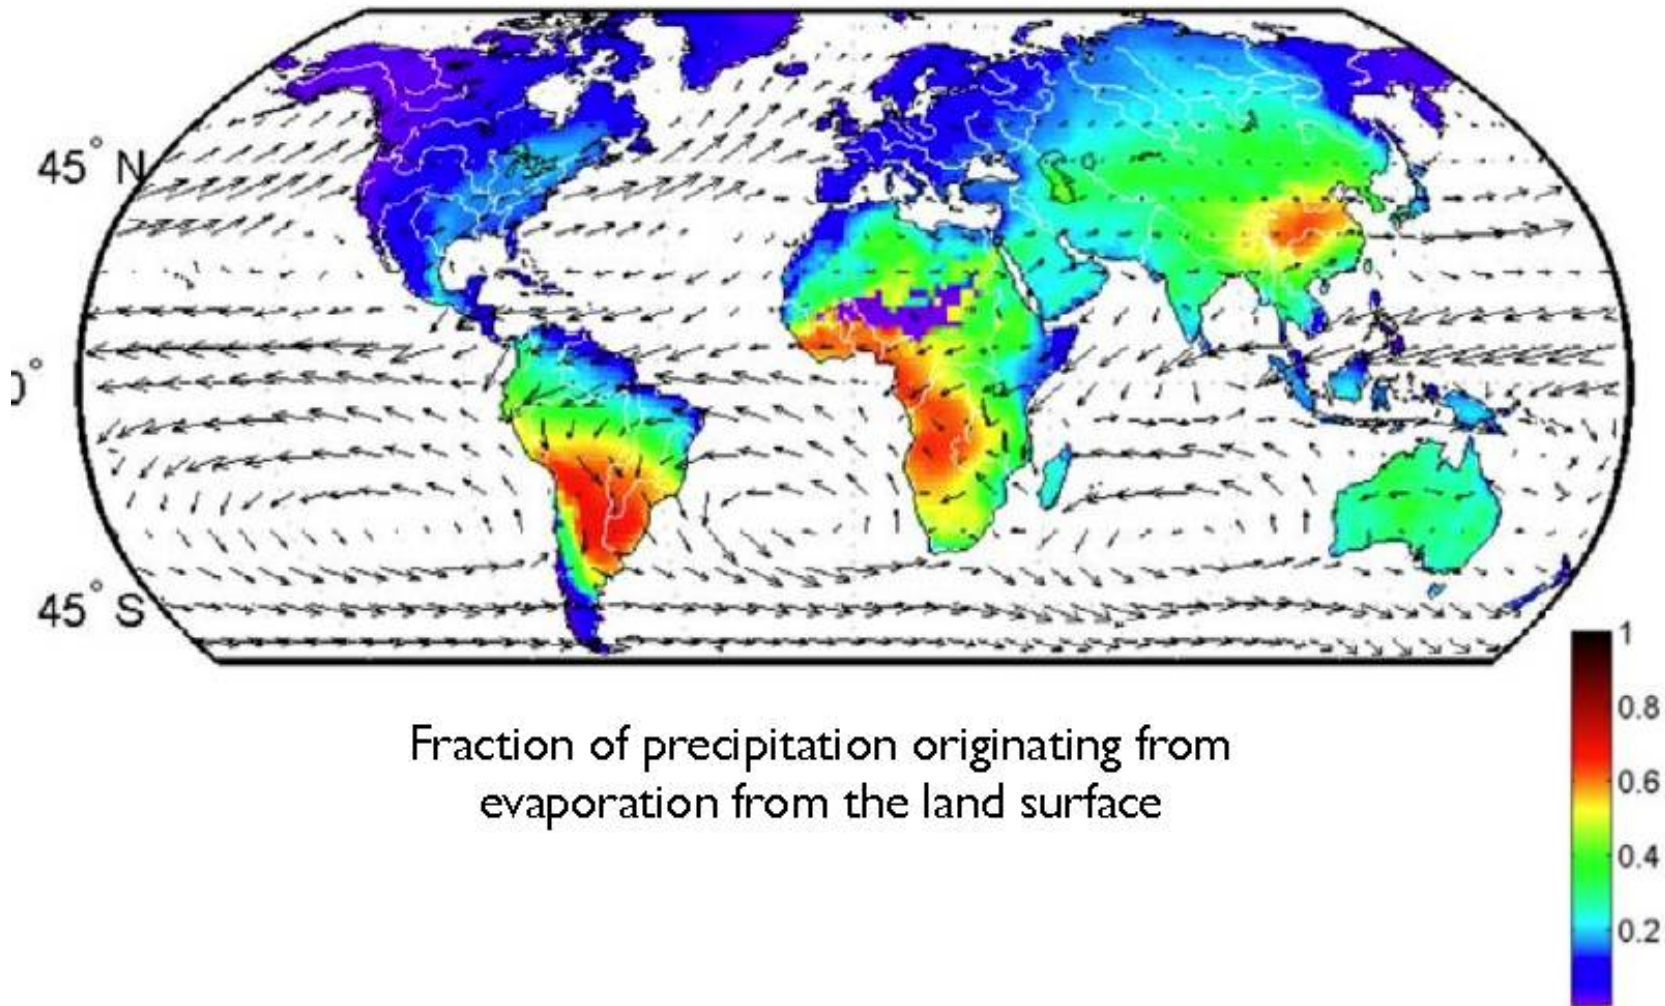 45° N
0°
45° S
1
0.8
0.6
0.4
0.2
Fraction of precipitation originating from
evaporation from the land surface